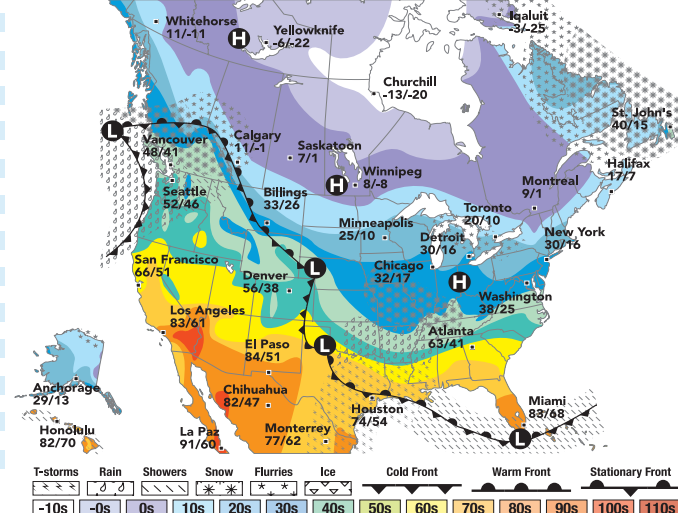 Whitehorse
11/-11
H
Yellowknife
-6/-22
Iqaluit
-3/-25
Churchill
-13/-20
St. John's
40/15
L
Vancouver
48/41
Calgary
11/-1
Saskatoon
7/1
H
Winnipeg
8/-8
Halifax
17/7
Montreal
9/1
Seattle
52/46
Billings
33/26
Toronto
20/10
Minneapolis
25/10
Detroit
30/16
New York
30/16
San Francisco
66/51
Denver
56/38
L
Chicago
32/17
H
Washington
38/25
Los Angeles
83/61
El Paso
84/51
L
Atlanta
63/41
Anchorage
29/13
Chihuahua
82/47
Houston
74/54
Miami
83/68
Honolulu
82/70
La Paz
91/60
Monterrey
77/62
L
T-storms Rain Showers Snow Flurries Ice Cold Front Warm Front Stationary Front
-10s -0s 0s 10s 20s 30s 40s 50s 60s 70s 80s 90s 100s 110s